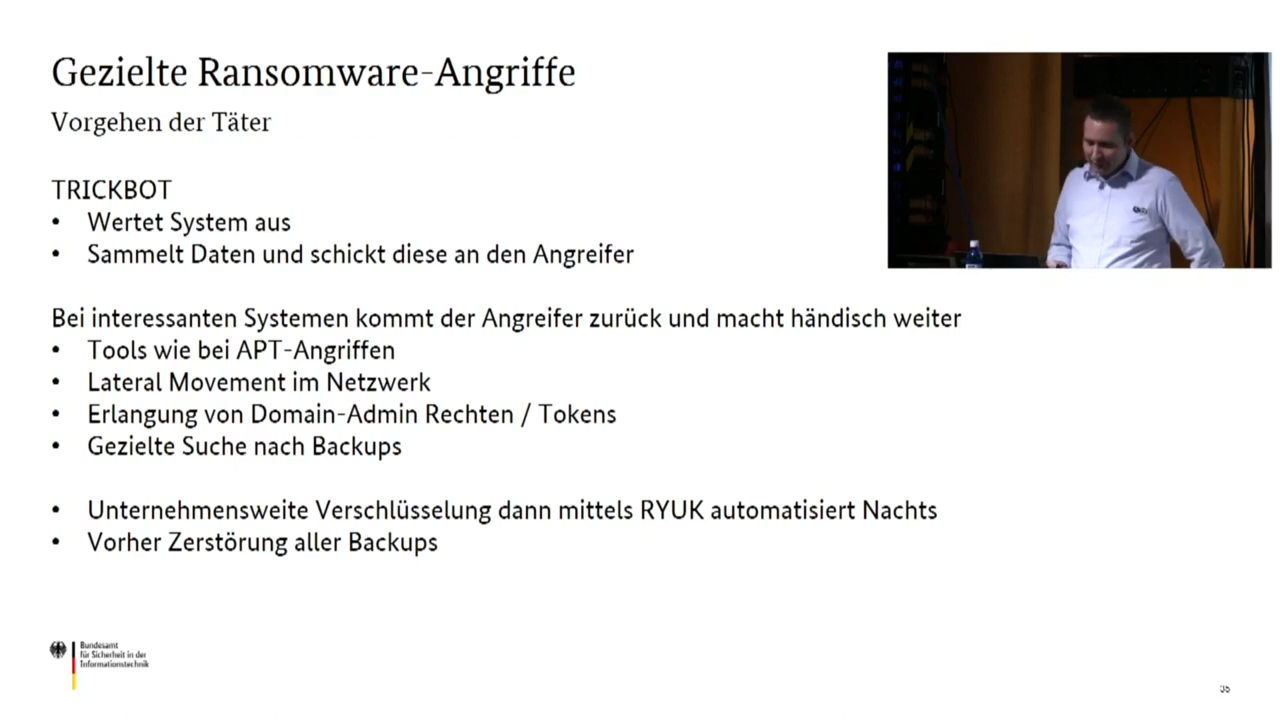 Gezielte Ransomware-Angriffe
Vorgehen der Täter
TRICKBOT
• Wertet System aus
• Sammelt Daten und schickt diese an den Angreifer
Bei interessanten Systemen kommt der Angreifer zurück und macht händisch weiter
• Tools wie bei APT-Angriffen
• Lateral Movement im Netzwerk
• Erlangung von Domain-Admin Rechten / Tokens
• Gezielte Suche nach Backups
• Unternehmensweite Verschlüsselung dann mittels RYUK automatisiert Nachts
• Vorher Zerstörung aller Backups
Bundesamt
für Sicherheit in der
Informationstechnik
35